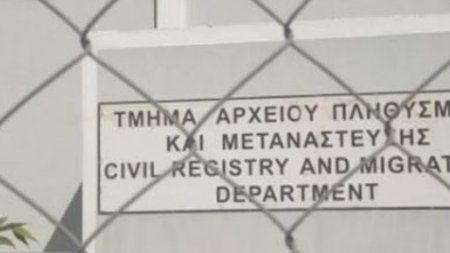 ΤΜΗΜΑ ΑΡΧΕΙΟΥ ΠΛΗΘΥΣΜ
ΚΑΙ ΜΕΤΑΝΑΣΤΕΥΣΗΣ
CIVIL REGISTRY AND MIGRAT
DEPARTMENT